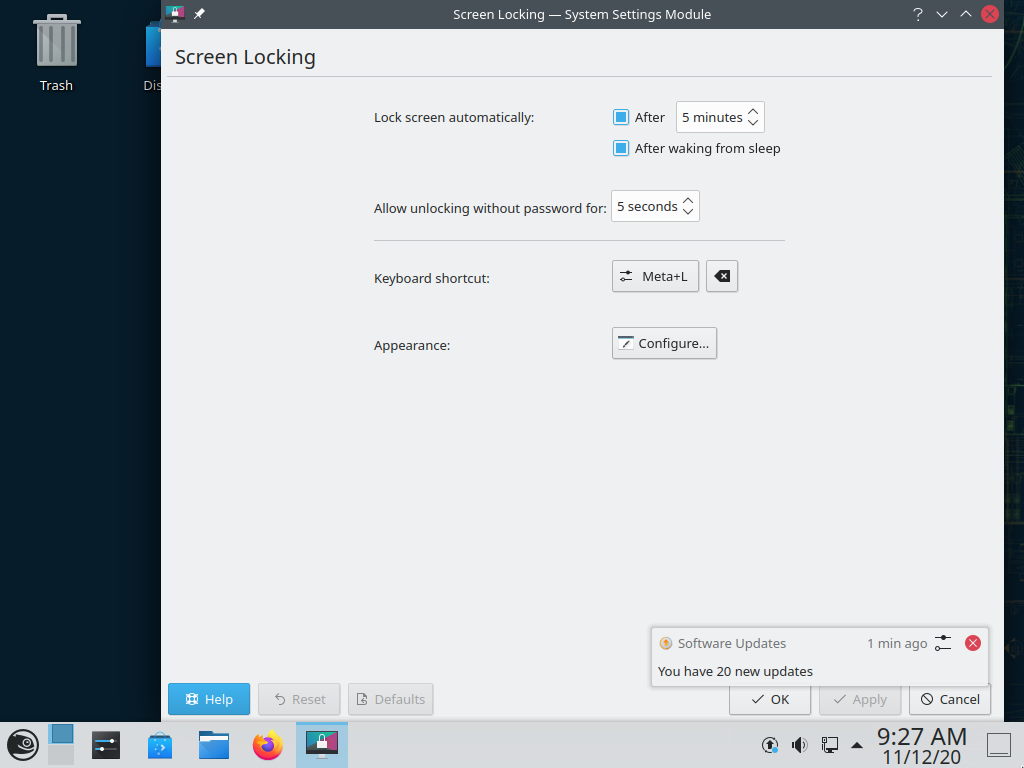 Screen Locking — System Settings Module
Trash
Dis
Screen Locking
Lock screen automatically:
After
5 minutes
After waking from sleep
Allow unlocking without password for:
5 seconds
Keyboard shortcut:
Meta+L
Appearance:
Configure...
Software Updates
1 min ago
You have 20 new updates
Help
Reset
Defaults
OK
Apply
Cancel
9:27 AM
11/12/20